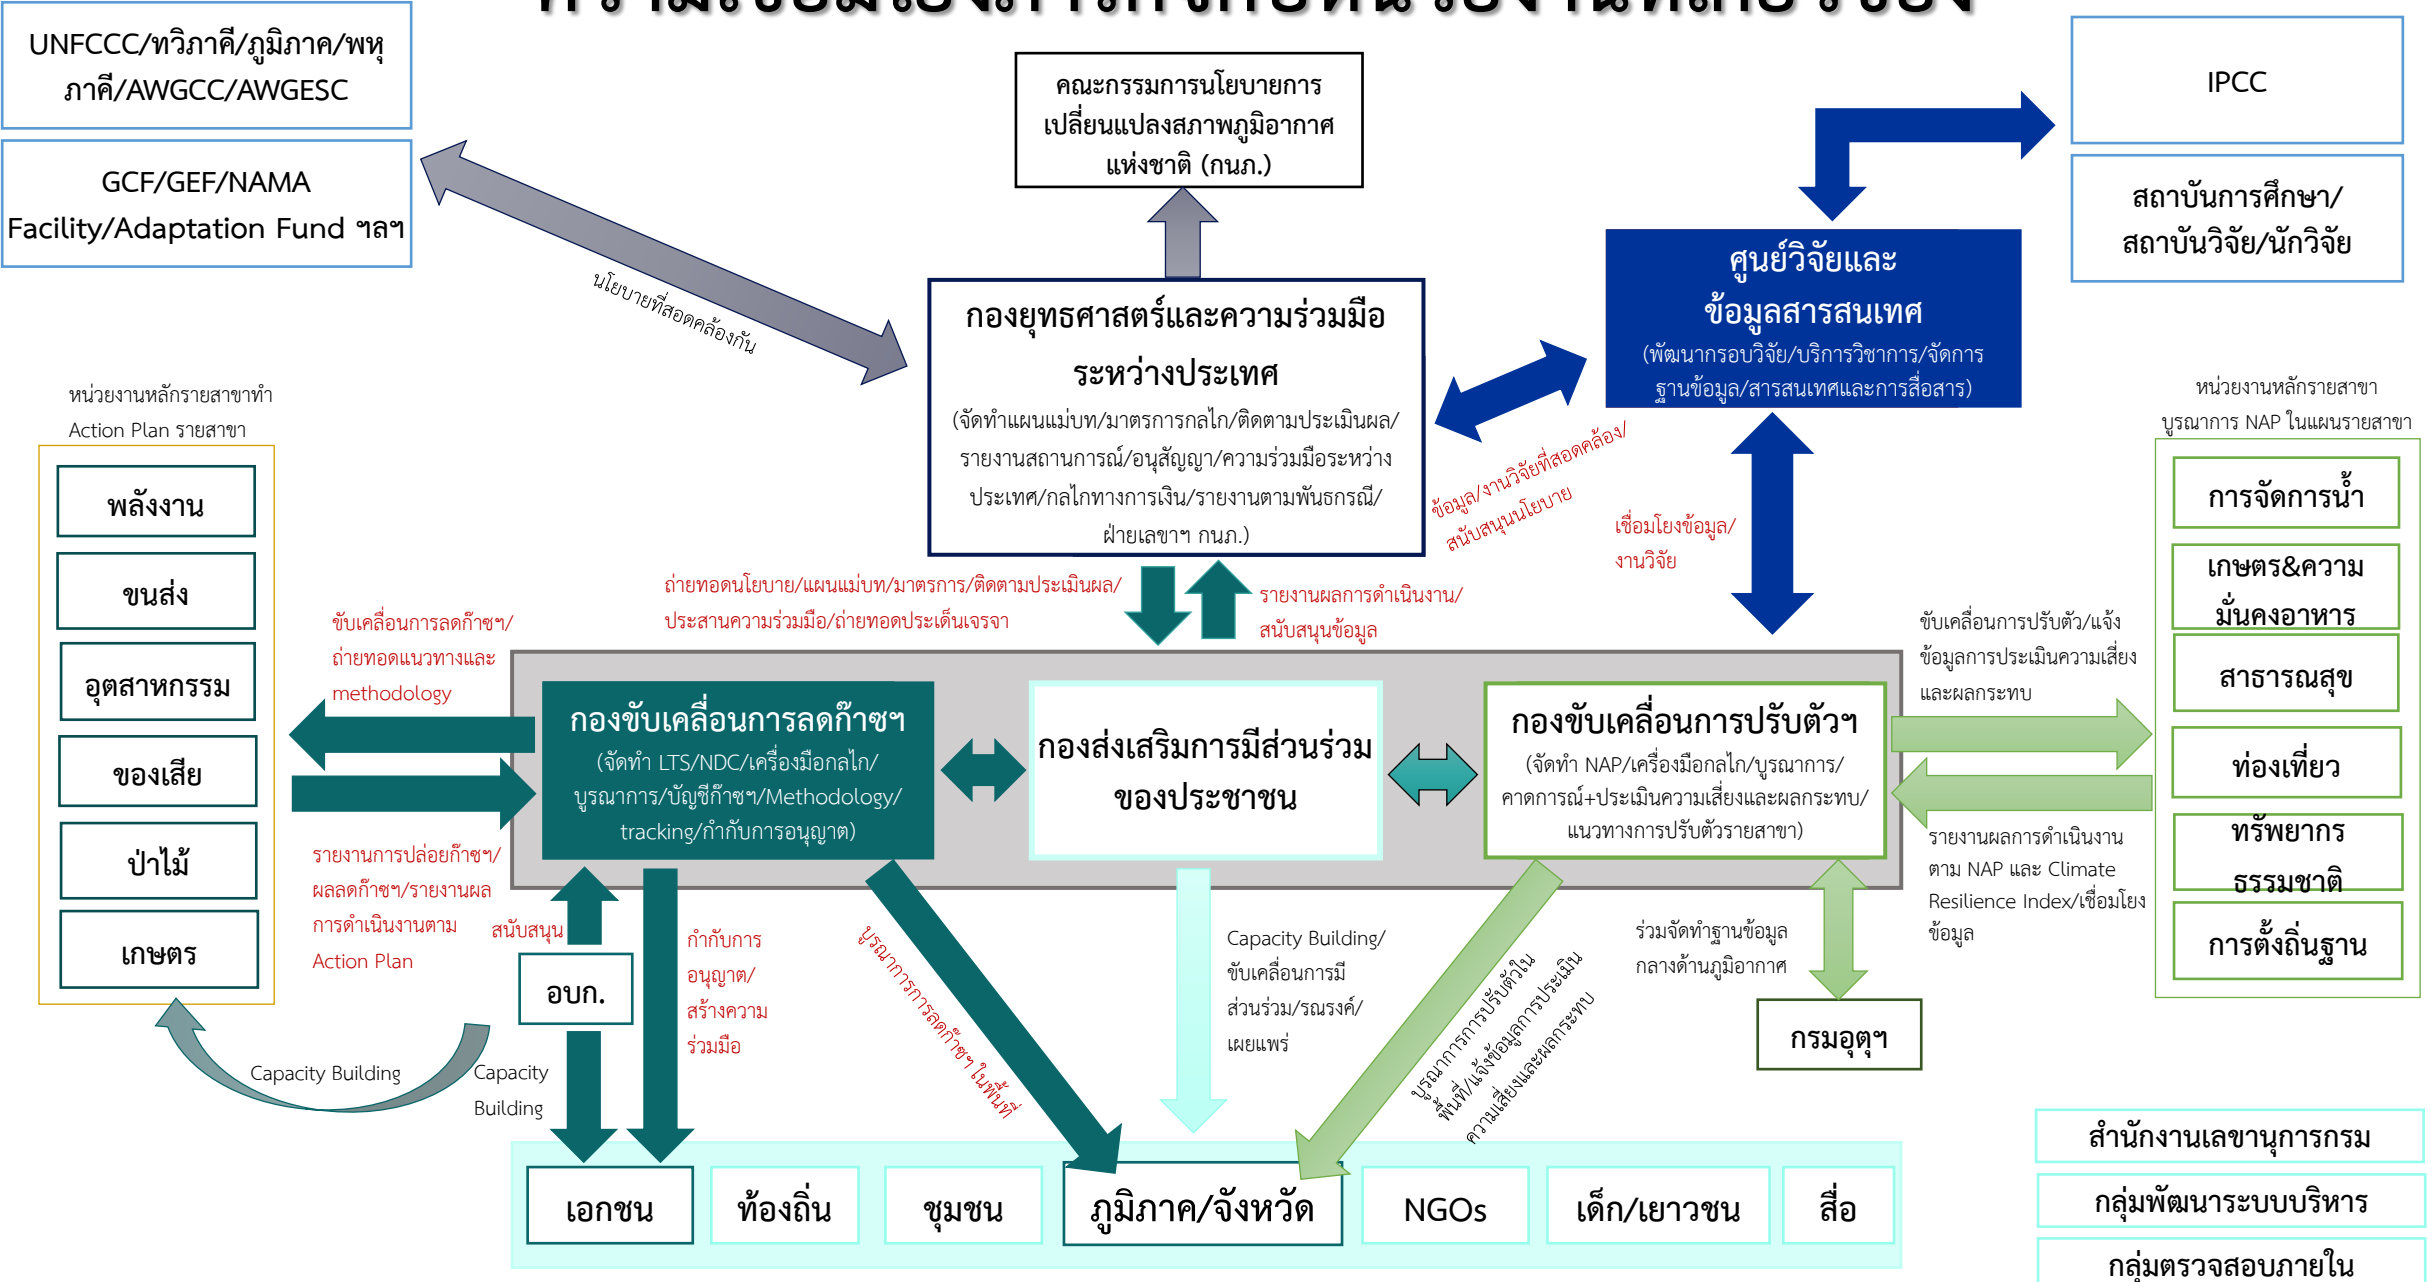 ความเชื่อมโยงภารกิจกับหน่วยงานที่เกี่ยวข้อง
UNFCCC/ทวิภาคี/ภูมิภาค/พหุ
ภาคี/AWGCC/AWGESC
GCF/GEF/NAMA
Facility/Adaptation Fund ฯลฯ
คณะกรรมการนโยบายการ
เปลี่ยนแปลงสภาพภูมิอากาศ
แห่งชาติ (กนภ.)
IPCC
สถาบันการศึกษา/
สถาบันวิจัย/นักวิจัย
นโยบายที่สอดคล้องกัน
กองยุทธศาสตร์และความร่วมมือ
ระหว่างประเทศ
(จัดทำแผนแม่บท/มาตรการกลไก/ติดตามประเมินผล/
รายงานสถานการณ์/อนุสัญญา/ความร่วมมือระหว่าง
ประเทศ/กลไกทางการเงิน/รายงานตามพันธกรณี/
ฝ่ายเลขาฯ กนภ.)
ศูนย์วิจัยและ
ข้อมูลสารสนเทศ
(พัฒนากรอบวิจัย/บริการวิชาการ/จัดการ
ฐานข้อมูล/สารสนเทศและการสื่อสาร)
ข้อมูล/งานวิจัยที่สอดคล้อง/
สนับสนุนนโยบาย
เชื่อมโยงข้อมูล/
งานวิจัย
หน่วยงานหลักรายสาขาทำ
Action Plan รายสาขา
พลังงาน
ขนส่ง
อุตสาหกรรม
ของเสีย
ป่าไม้
เกษตร
หน่วยงานหลักรายสาขา
บูรณาการ NAP ในแผนรายสาขา
การจัดการน้ำ
เกษตร&ความ
มั่นคงอาหาร
สาธารณสุข
ท่องเที่ยว
ทรัพยากร
ธรรมชาติ
การตั้งถิ่นฐาน
ถ่ายทอดนโยบาย/แผนแม่บท/มาตรการ/ติดตามประเมินผล/
ประสานความร่วมมือ/ถ่ายทอดประเด็นเจรจา
รายงานผลการดำเนินงาน/
สนับสนุนข้อมูล
ขับเคลื่อนการลดก๊าซฯ/
ถ่ายทอดแนวทางและ
methodology
รายงานการปล่อยก๊าซฯ/
ผลลดก๊าซฯ/รายงานผล
การดำเนินงานตาม
Action Plan
กองขับเคลื่อนการลดก๊าซฯ
(จัดทำ LTS/NDC/เครื่องมือกลไก/
บูรณาการ/บัญชีก๊าซฯ/Methodology/
tracking/กำกับการอนุญาต)
กองส่งเสริมการมีส่วนร่วม
ของประชาชน
กองขับเคลื่อนการปรับตัวฯ
(จัดทำ NAP/เครื่องมือกลไก/บูรณาการ/
คาดการณ์+ประเมินความเสี่ยงและผลกระทบ/
แนวทางการปรับตัวรายสาขา)
ขับเคลื่อนการปรับตัว/แจ้ง
ข้อมูลการประเมินความเสี่ยง
และผลกระทบ
รายงานผลการดำเนินงาน
ตาม NAP และ Climate
Resilience Index/เชื่อมโยง
ข้อมูล
สนับสนุน
อบก.
Capacity Building
Capacity
Building
กำกับการ
อนุญาต/
สร้างความ
ร่วมมือ
บูรณาการการลดก๊าซฯ ในพื้นที่
Capacity Building/
ขับเคลื่อนการมี
ส่วนร่วม/รณรงค์/
เผยแพร่
บูรณาการการปรับตัวใน
พื้นที่/แจ้งข้อมูลการประเมิน
ความเสี่ยงและผลกระทบ
ร่วมจัดทำฐานข้อมูล
กลางด้านภูมิอากาศ
กรมอุตุฯ
เอกชน
ท้องถิ่น
ชุมชน
ภูมิภาค/จังหวัด
NGOs
เด็ก/เยาวชน
สื่อ
สำนักงานเลขานุการกรม
กลุ่มพัฒนาระบบบริหาร
กลุ่มตรวจสอบภายใน